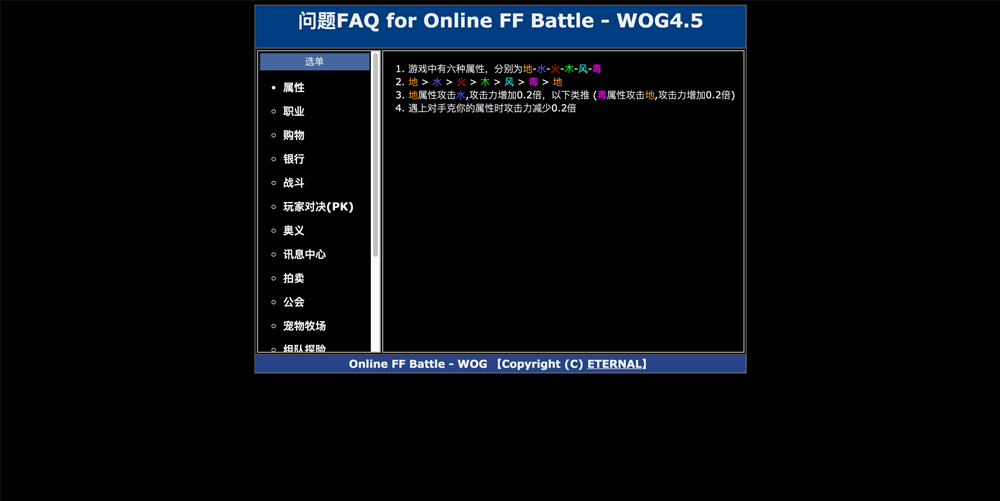 问题FAQ for Online FF Battle - WOG4.5
选单
属性
职业
购物
银行
战斗
玩家对决(PK)
奥义
讯息中心
拍卖
公会
宠物牧场
组队探险
1. 游戏中有六种属性，分别为地-水-火-木-风-毒
2. 地 > 水 > 火 > 木 > 风 > 毒 > 地
3. 地属性攻击水,攻击力增加0.2倍，以下类推 (毒属性攻击地,攻击力增加0.2倍)
4. 遇上对手克你的属性时攻击力减少0.2倍
Online FF Battle - WOG 【Copyright (C) ETERNAL】